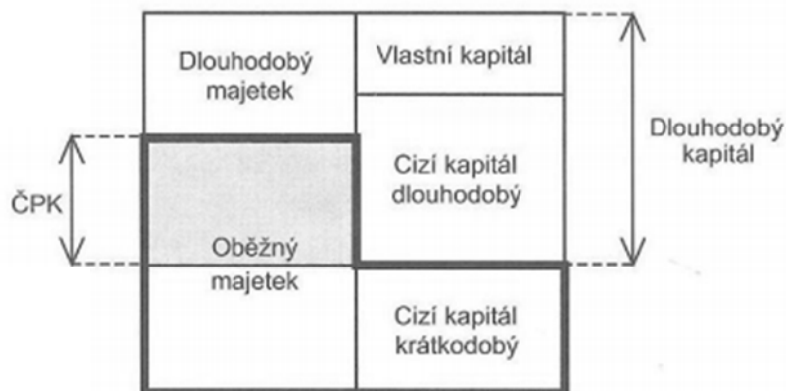 Dlouhodobý
majetek
Vlastní kapitál
Dlouhodobý
kapitál
Cizí kapitál
dlouhodobý
ČPK
Oběžný
majetek
Cizí kapitál
krátkodobý